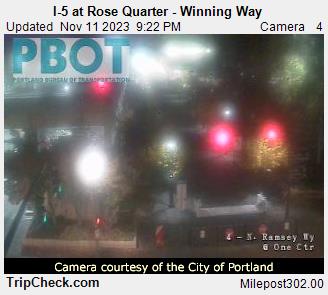 I-5 at Rose Quarter - Winning Way
Updated Nov 11 2023 9:22 PM Camera 4
PBOT
PORTLAND BUREAU OF TRANSPORTATION
4 - N. Ramsey Wy
@ One Ctr
Camera courtesy of the City of Portland
TripCheck.com Milepost302.00